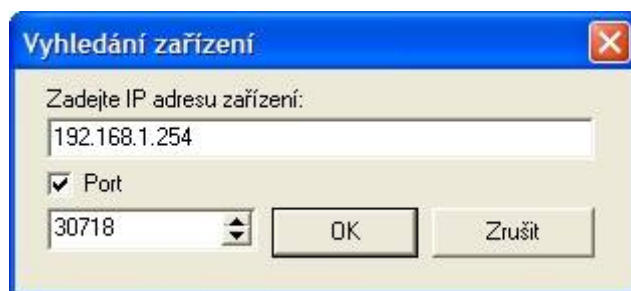 Vyhledání zařízení
Zadejte IP adresu zařízení:
192.168.1.254
Port
30718
OK
Zrušit